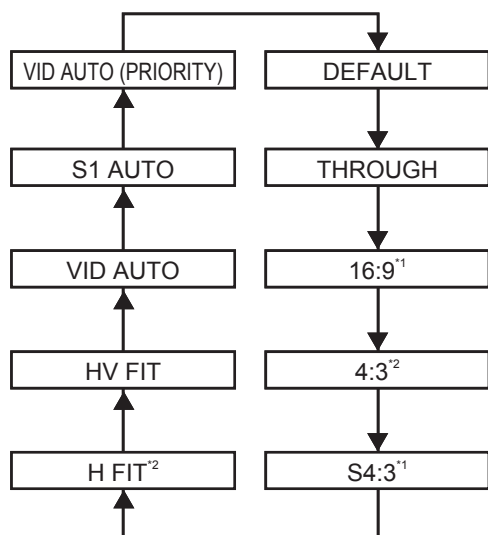 VID AUTO (PRIORITY)
DEFAULT
S1 AUTO
THROUGH
VID AUTO
16:9*1
HV FIT
4:3*2
H FIT*2
S4:3*1